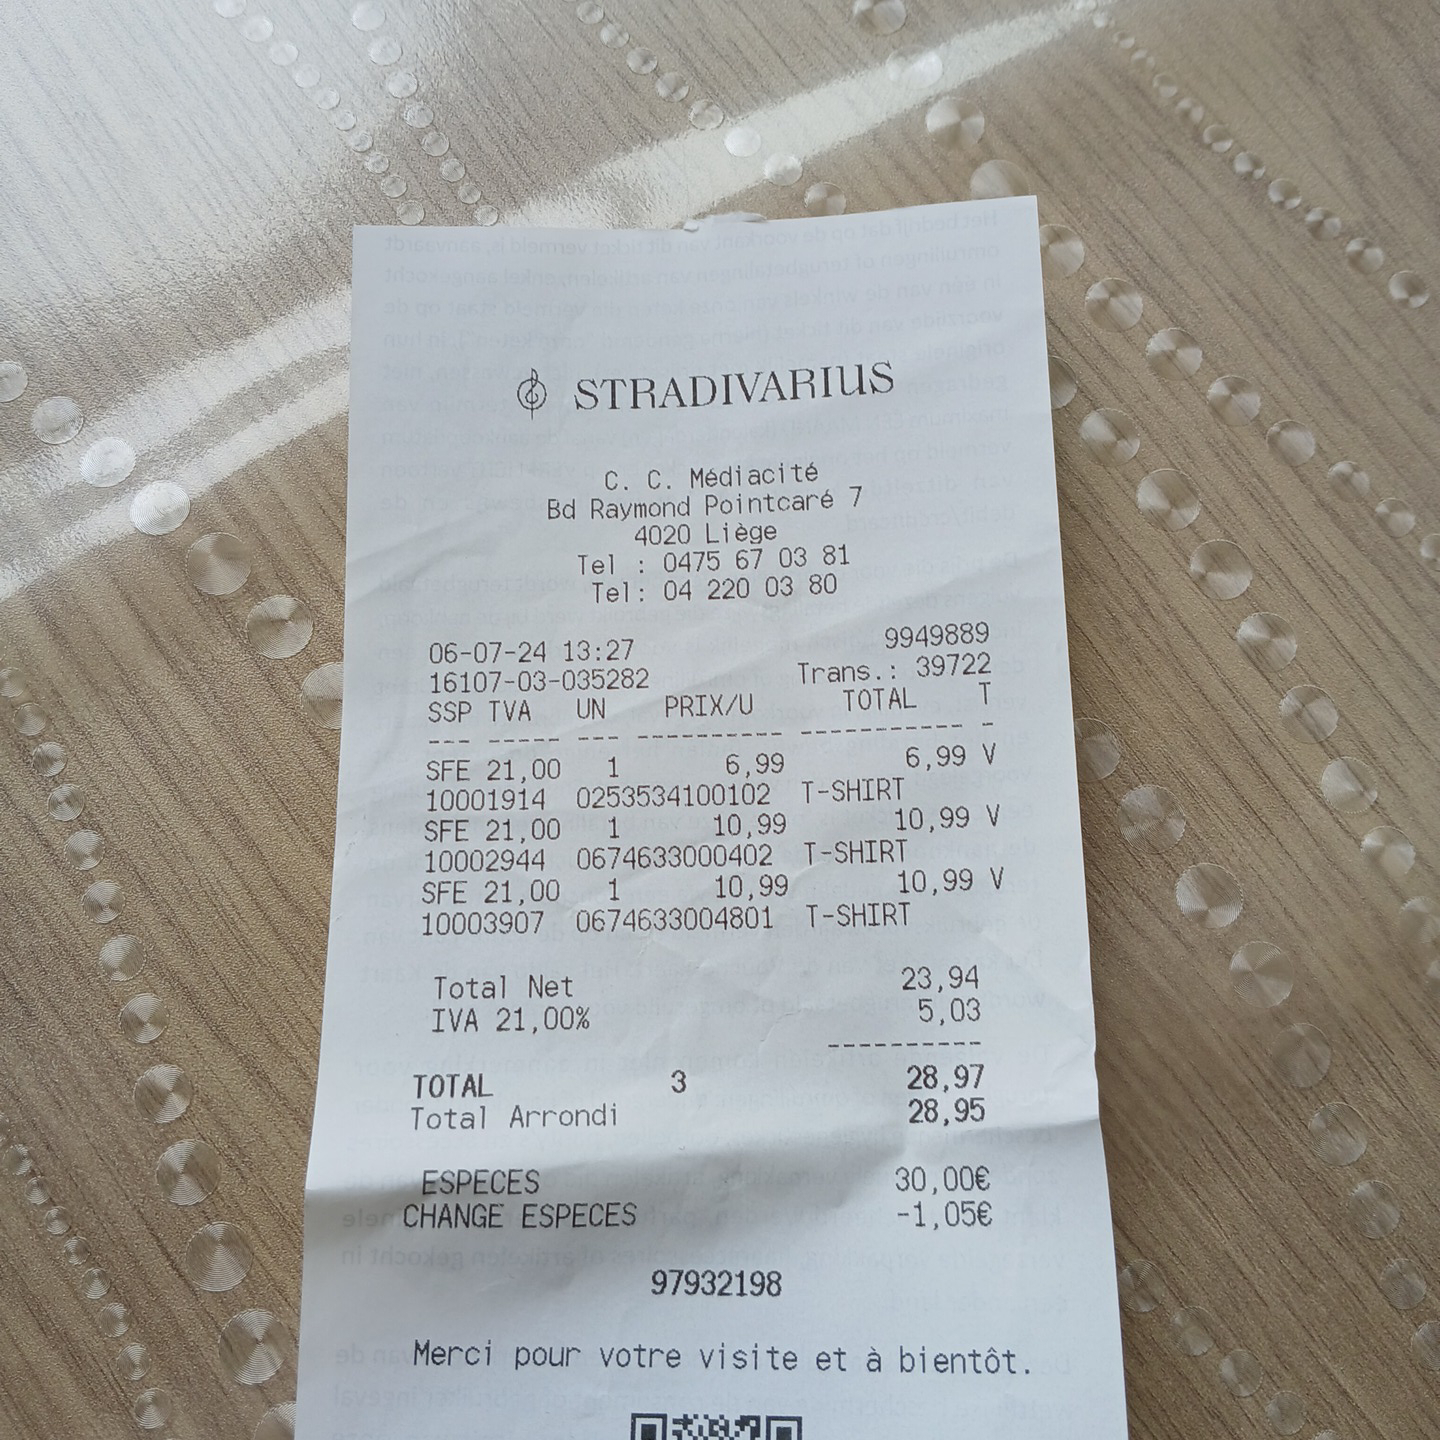 STRADIVARIUS
C. C. Médiacité
Bd Raymond Pointcaré 7
4020 Liège
Tel : 0475 67 03 81
Tel: 04 220 03 80
06-07-24 13:27 9949889
16107-03-035282 Trans.: 39722
SSP TVA UN PRIX/U TOTAL T
--- ----- --- ---------- ----------- -
SFE 21,00 1 6,99 6,99 V
10001914 0253534100102 T-SHIRT
SFE 21,00 1 10,99 10,99 V
10002944 0674633000402 T-SHIRT
SFE 21,00 1 10,99 10,99 V
10003907 0674633004801 T-SHIRT
Total Net 23,94
IVA 21,00% 5,03
----------
TOTAL 3 28,97
Total Arrondi 28,95
ESPECES 30,00€
CHANGE ESPECES -1,05€
97932198
Merci pour votre visite et à bientôt.